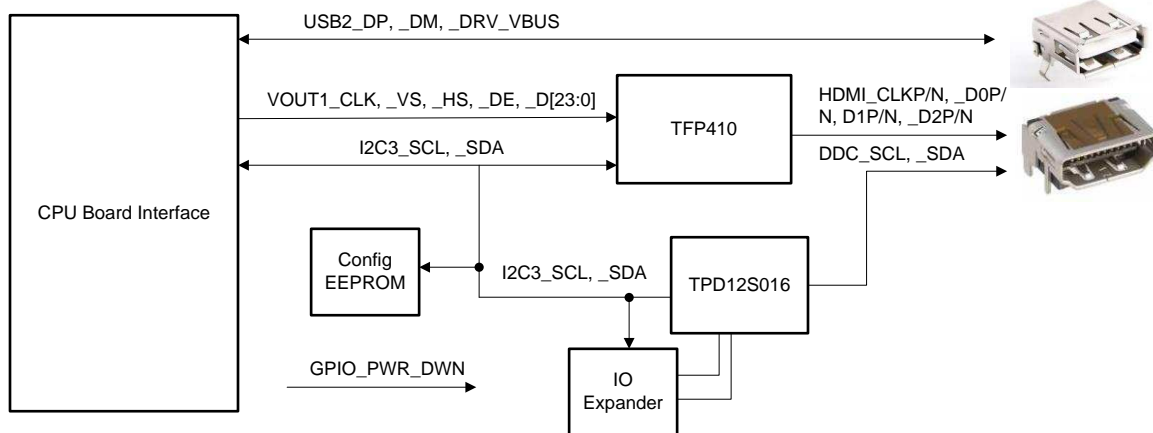 USB2_DP, _DM, _DRV_VBUS
VOUT1_CLK, _VS, _HS, _DE, _D[23:0]
TFP410
HDMI_CLKP/N, _D0P/
N, D1P/N, _D2P/N
I2C3_SCL, _SDA
DDC_SCL, _SDA
CPU Board Interface
Config
EEPROM
I2C3_SCL, _SDA
TPD12S016
GPIO_PWR_DWN
IO
Expander